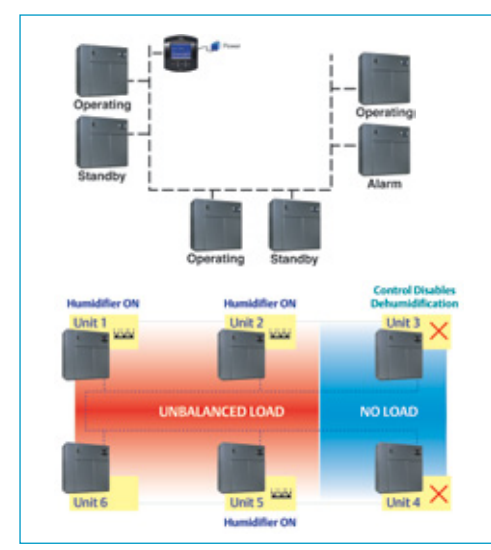 Power
Operating
Operating
Standby
Alarm
Operating
Standby
Control Disables
Dehumidification
Humidifier ON
Humidifier ON
Unit 1
Unit 2
Unit 3
UNBALANCED LOAD
NO LOAD
Unit 6
Unit 5
Unit 4
Humidifier ON